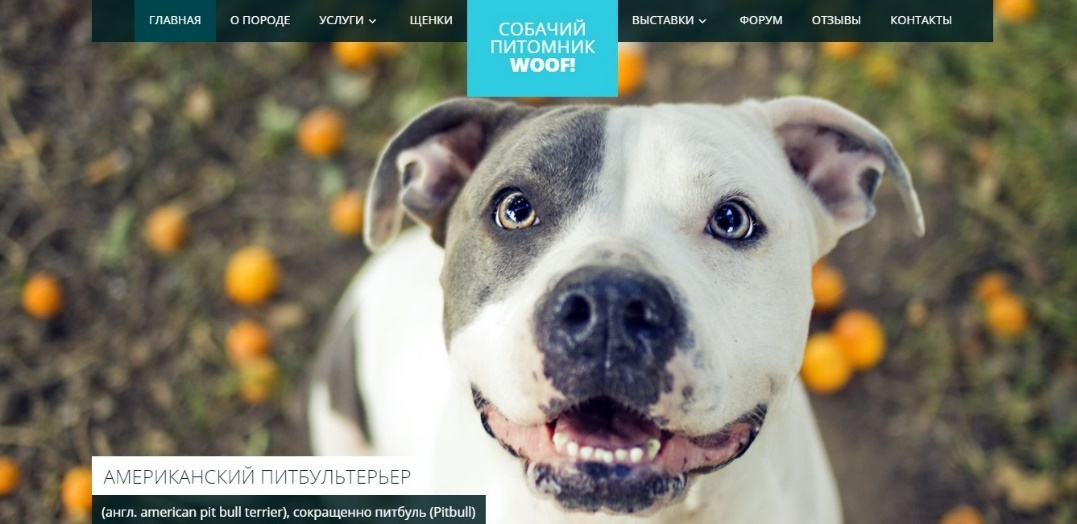 ГЛАВНАЯ О ПОРОДЕ УСЛУГИ ЩЕНКИ
СОБАЧИЙ
ПИТОМНИК
WOOF!
ВЫСТАВКИ ФОРУМ ОТЗЫВЫ КОНТАКТЫ
АМЕРИКАНСКИЙ ПИТБУЛЬТЕРЬЕР
(англ. american pit bull terrier), сокращенно питбуль (Pitbull)